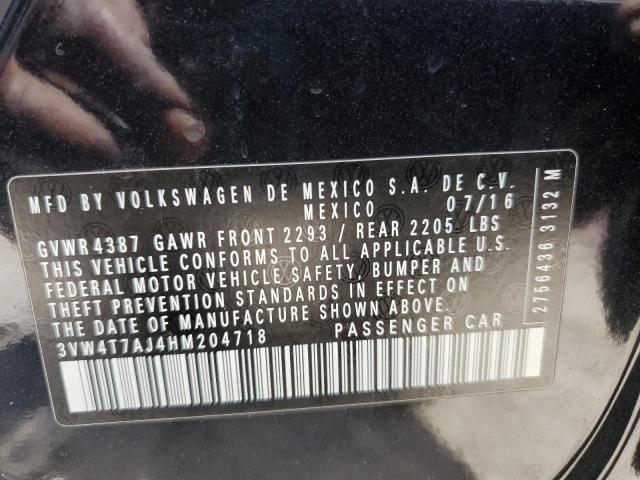 MFD BY VOLKSWAGEN DE MEXICO S.A. DE C.V.
MEXICO 07/16
GVWR4387 GAWR FRONT 2293 / REAR 2205 LBS
THIS VEHICLE CONFORMS TO ALL APPLICABLE U.S.
FEDERAL MOTOR VEHICLE SAFETY, BUMPER AND
THEFT PREVENTION STANDARDS IN EFFECT ON
THE DATE OF MANUFACTURE SHOWN ABOVE.
3VW4T7AJ4HM204718 PASSENGER CAR
2756436 3132 M